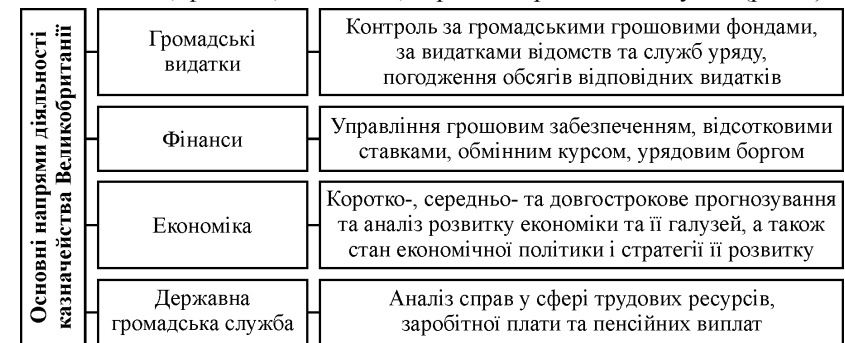 Основні напрями діяльності
казначейства Великобританії
Громадські
видатки
Контроль за громадськими грошовими фондами,
за видатками відомств та служб уряду,
погодження обсягів відповідних видатків
Фінанси
Управління грошовим забезпеченням, відсотковими
ставками, обмінним курсом, урядовим боргом
Економіка
Коротко-, середньо- та довгострокове прогнозування
та аналіз розвитку економіки та її галузей, а також
стан економічної політики і стратегії її розвитку
Державна
громадська служба
Аналіз справ у сфері трудових ресурсів,
заробітної плати та пенсійних виплат